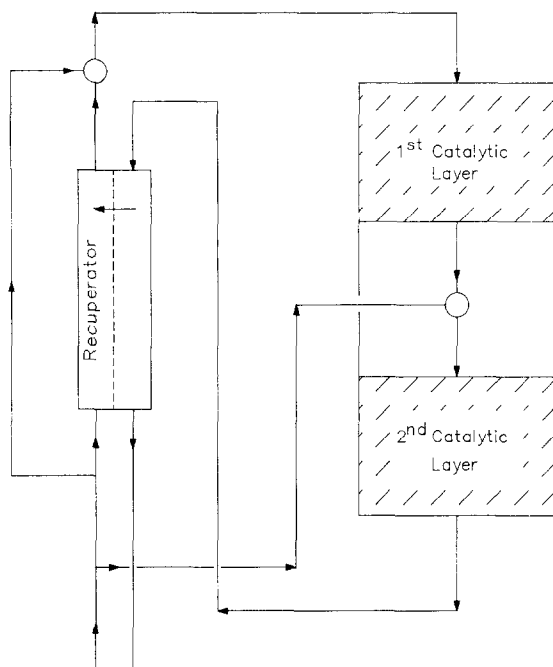 1st Catalytic
Layer
Recuperator
2nd Catalytic
Layer